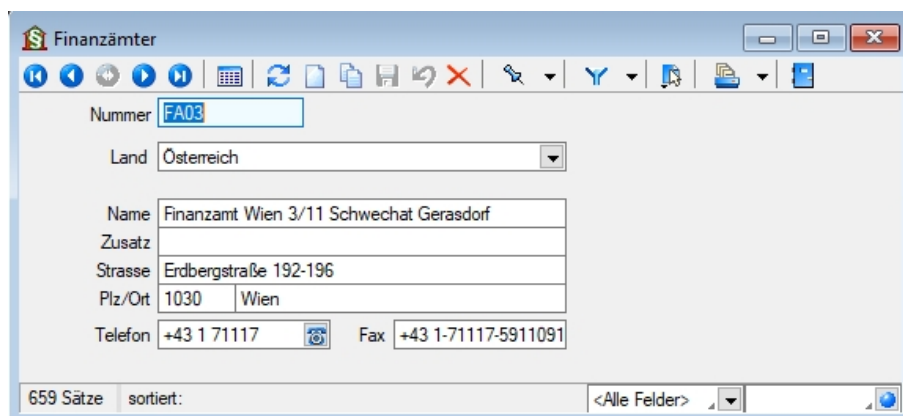 Finanzämter
Nummer FA03
Land Österreich
Name Finanzamt Wien 3/11 Schwechat Gerasdorf
Zusatz
Strasse Erdbergstraße 192-196
Plz/Ort 1030 Wien
Telefon +43 1 71117 Fax +43 1-71117-5911091
659 Sätze sortiert: <Alle Felder>